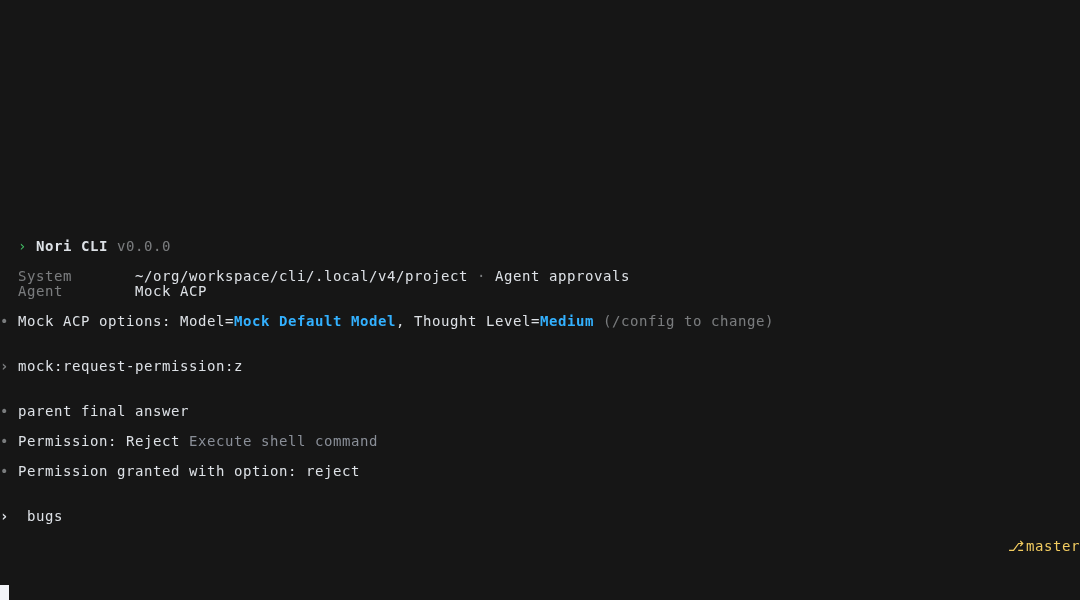 › Nori CLI v0.0.0
System ~/org/workspace/cli/.local/v4/project · Agent approvals
Agent Mock ACP
• Mock ACP options: Model=Mock Default Model, Thought Level=Medium (/config to change)
› mock:request-permission:z
• parent final answer
• Permission: Reject Execute shell command
• Permission granted with option: reject
› bugs
⎇master